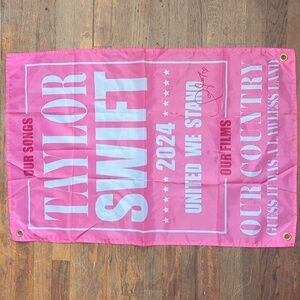 OUR SONGS
TAYLOR
SWIFT
★★★★ 2024 ★★★★
UNITED WE STAND
OUR FILMS
OUR COUNTRY
GUESS IT WAS A LAWLESS LAND